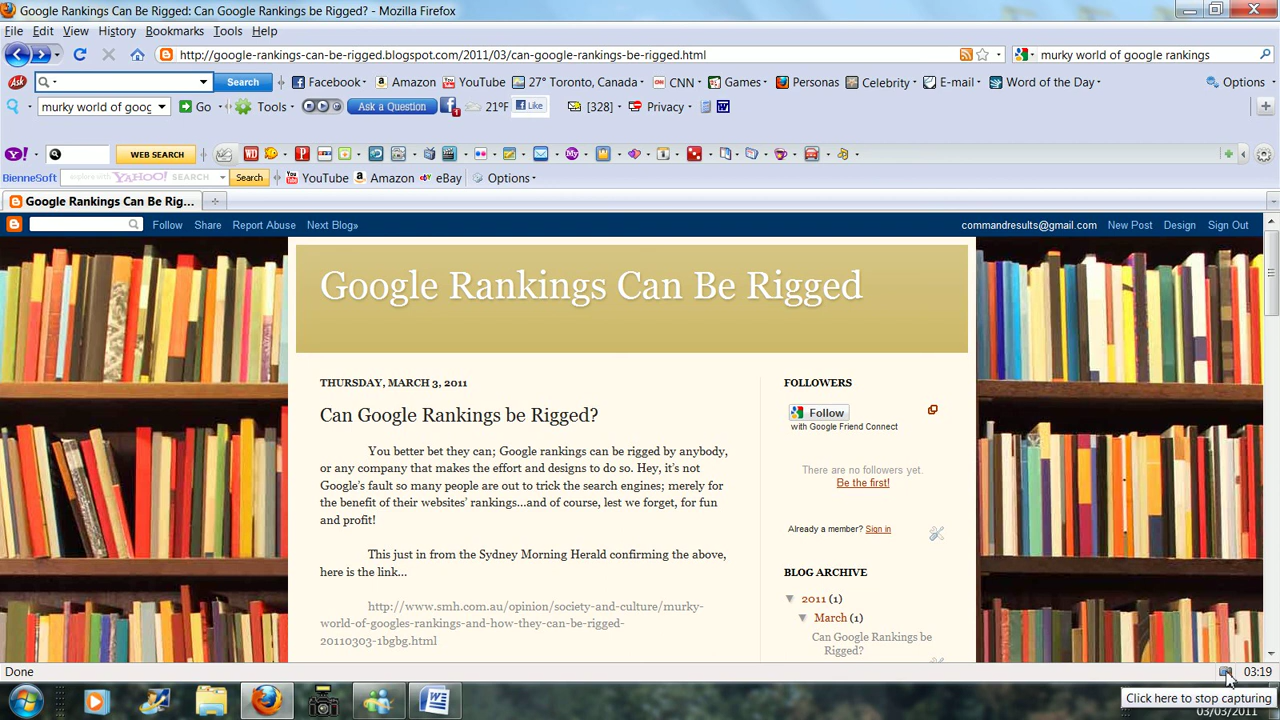 Google Rankings Can Be Rigged: Can Google Rankings be Rigged? - Mozilla Firefox
File Edit View History Bookmarks Tools Help
http://google-rankings-can-be-rigged.blogspot.com/2011/03/can-google-rankings-be-rigged.html
murky world of google rankings
Ask Search Facebook Amazon YouTube 27° Toronto, Canada CNN Games Personas Celebrity E-mail Word of the Day Options
murky world of goog Go Tools Ask a Question 1 21°F Like [328] Privacy
Y! WEB SEARCH
BienneSoft explore with YAHOO! SEARCH Search YouTube Amazon eBay Options
Google Rankings Can Be Rig...
Follow Share Report Abuse Next Blog» commandresults@gmail.com New Post Design Sign Out
Google Rankings Can Be Rigged
THURSDAY, MARCH 3, 2011
Can Google Rankings be Rigged?
You better bet they can; Google rankings can be rigged by anybody,
or any company that makes the effort and designs to do so. Hey, it's not
Google's fault so many people are out to trick the search engines; merely for
the benefit of their websites' rankings...and of course, lest we forget, for fun
and profit!
This just in from the Sydney Morning Herald confirming the above,
here is the link...
http://www.smh.com.au/opinion/society-and-culture/murky-
world-of-googles-rankings-and-how-they-can-be-rigged-
20110303-1bgbg.html
FOLLOWERS
Follow
with Google Friend Connect
There are no followers yet.
Be the first!
Already a member? Sign in
BLOG ARCHIVE
▼ 2011 (1)
▼ March (1)
Can Google Rankings be
Rigged?
Done
03:19
Click here to stop capturing
03/03/2011